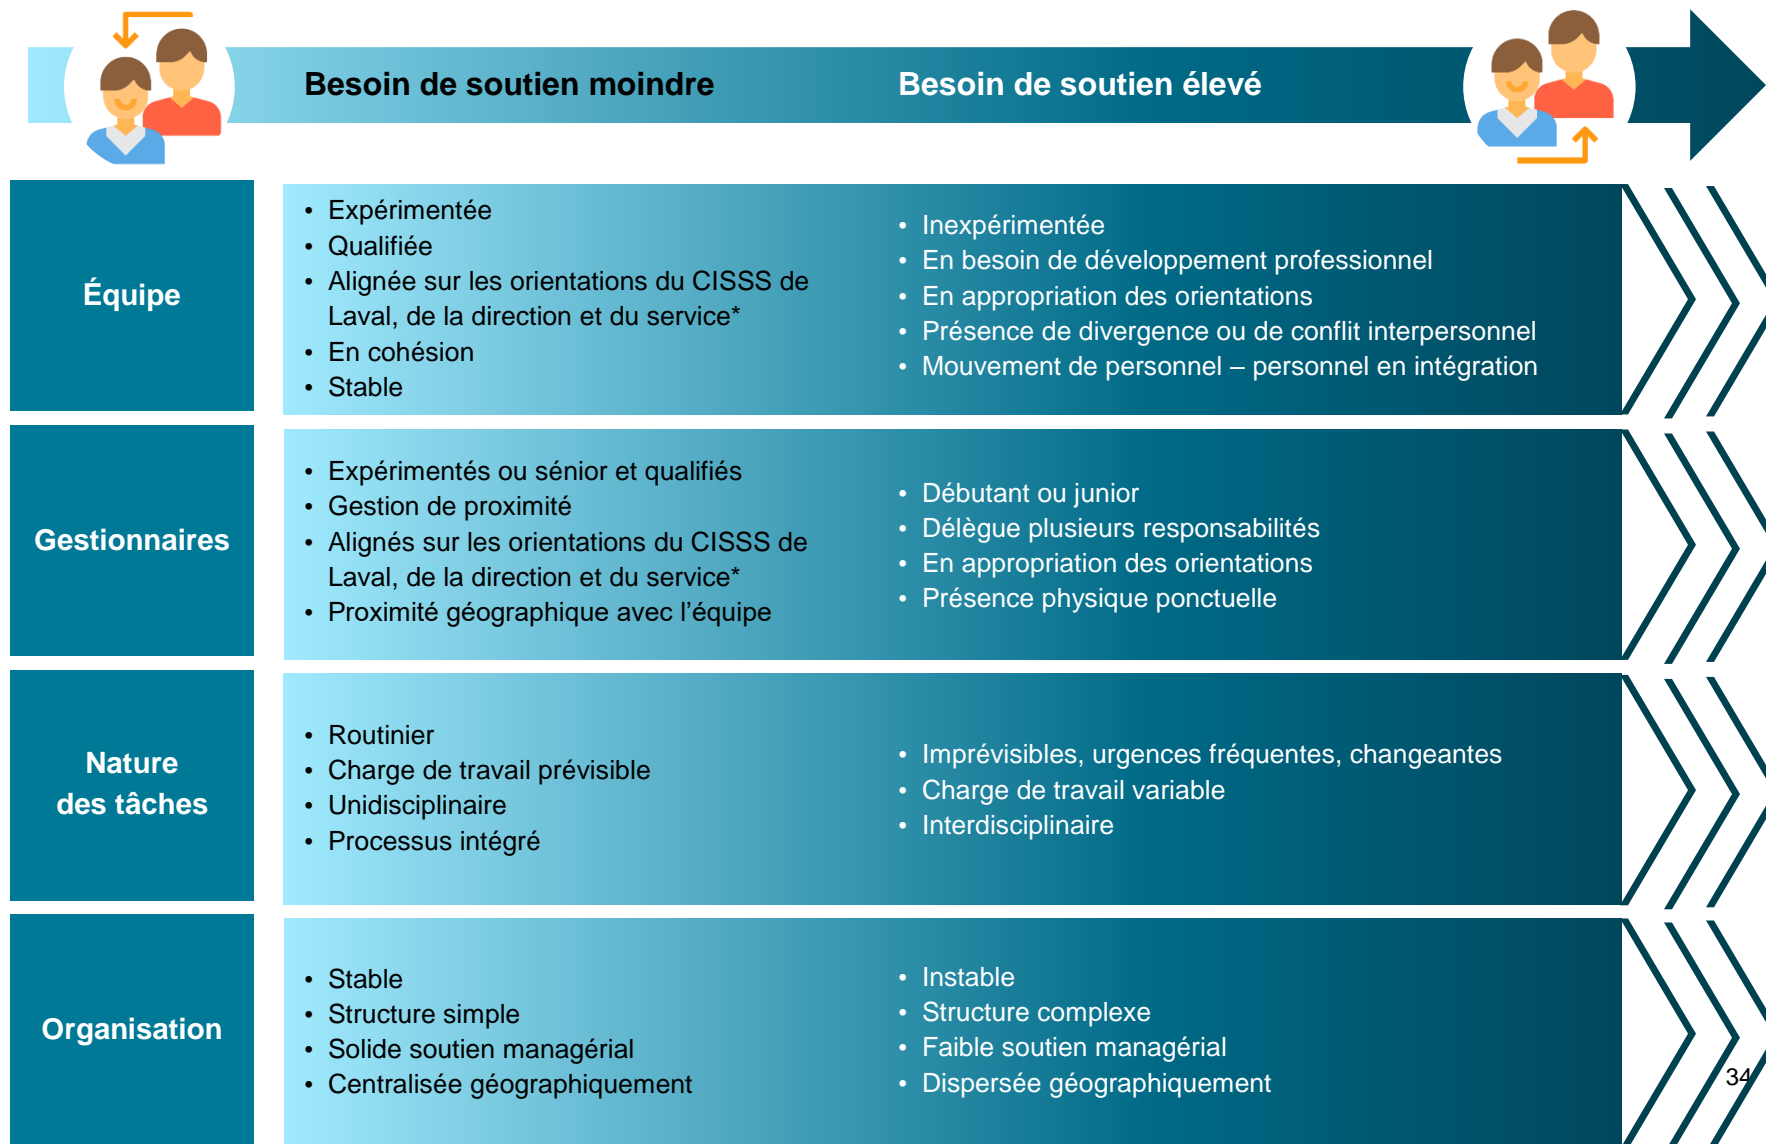 Besoin de soutien moindre
Besoin de soutien élevé
Équipe
• Expérimentée
• Qualifiée
• Alignée sur les orientations du CISSS de
Laval, de la direction et du service*
• En cohésion
• Stable
• Inexpérimentée
• En besoin de développement professionnel
• En appropriation des orientations
• Présence de divergence ou de conflit interpersonnel
• Mouvement de personnel – personnel en intégration
Gestionnaires
• Expérimentés ou sénior et qualifiés
• Gestion de proximité
• Alignés sur les orientations du CISSS de
Laval, de la direction et du service*
• Proximité géographique avec l’équipe
• Débutant ou junior
• Délègue plusieurs responsabilités
• En appropriation des orientations
• Présence physique ponctuelle
Nature
des tâches
• Routinier
• Charge de travail prévisible
• Unidisciplinaire
• Processus intégré
• Imprévisibles, urgences fréquentes, changeantes
• Charge de travail variable
• Interdisciplinaire
Organisation
• Stable
• Structure simple
• Solide soutien managérial
• Centralisée géographiquement
• Instable
• Structure complexe
• Faible soutien managérial
• Dispersée géographiquement
34